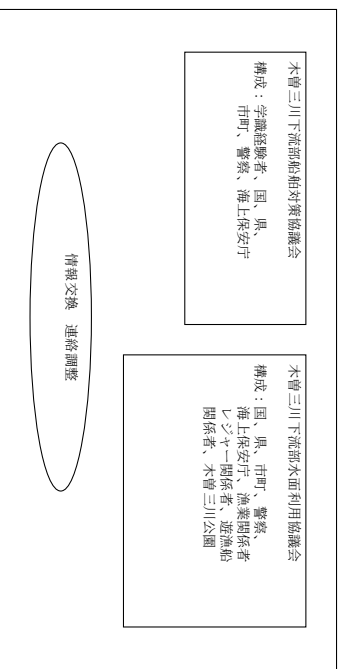 木曽三川下流部船舶対策協議会
構成：学識経験者、国、県、
市町、警察、海上保安庁
木曽三川下流部水面利用協議会
構成：国、県、市町、警察、
海上保安庁、漁業関係者
レジャー関係者、遊漁船
関係者、木曽三川公園
情報交換　連絡調整